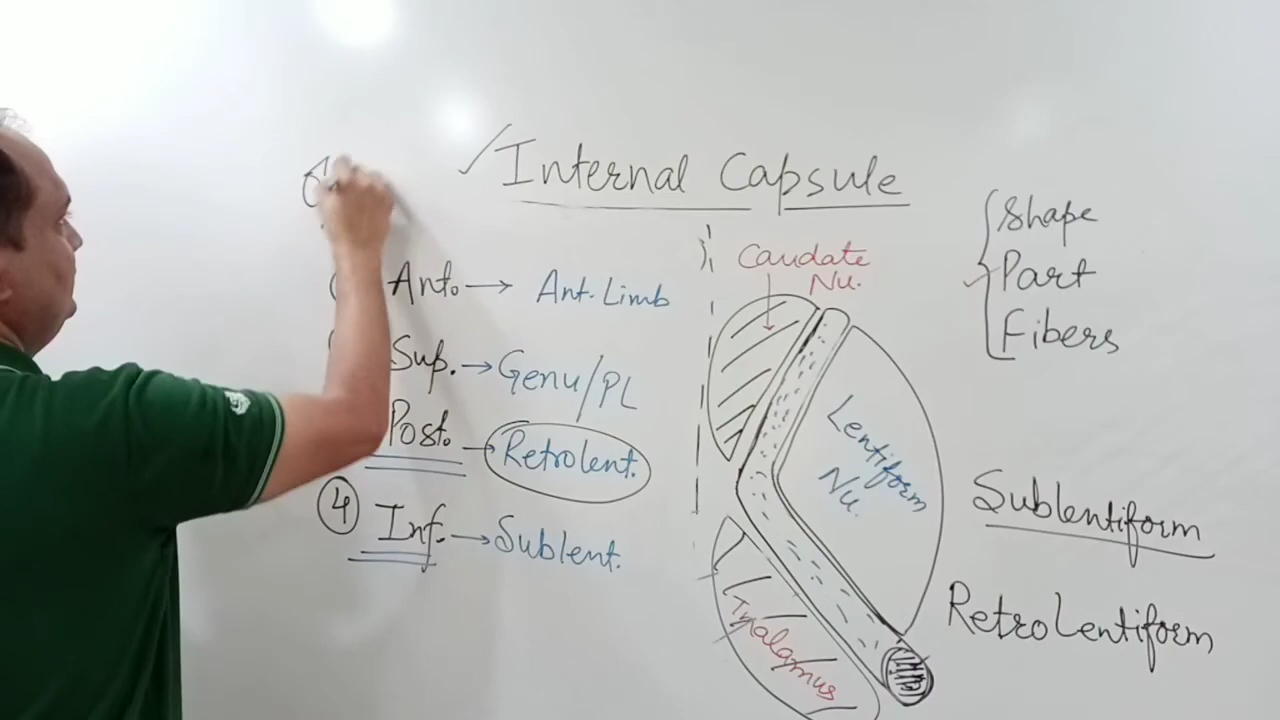 Internal Capsule
Ant. → Ant. Limb
Sup. → Genu/PL
Post. → Retrolent.
④ Inf. → Sublent.
Caudate
Nu.
Lentiform
Nu.
Thalamus
Shape
Part
Fibers
Sublentiform
RetroLentiform